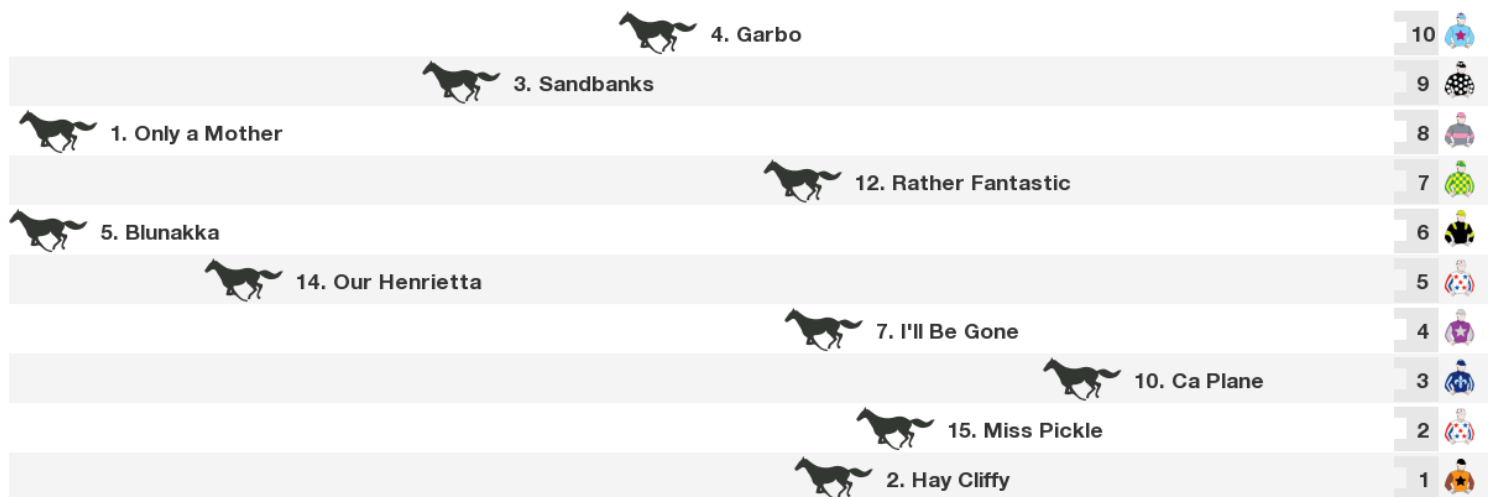 4. Garbo 10
3. Sandbanks 9
1. Only a Mother 8
12. Rather Fantastic 7
5. Blunakka 6
14. Our Henrietta 5
7. I'll Be Gone 4
10. Ca Plane 3
15. Miss Pickle 2
2. Hay Cliffy 1